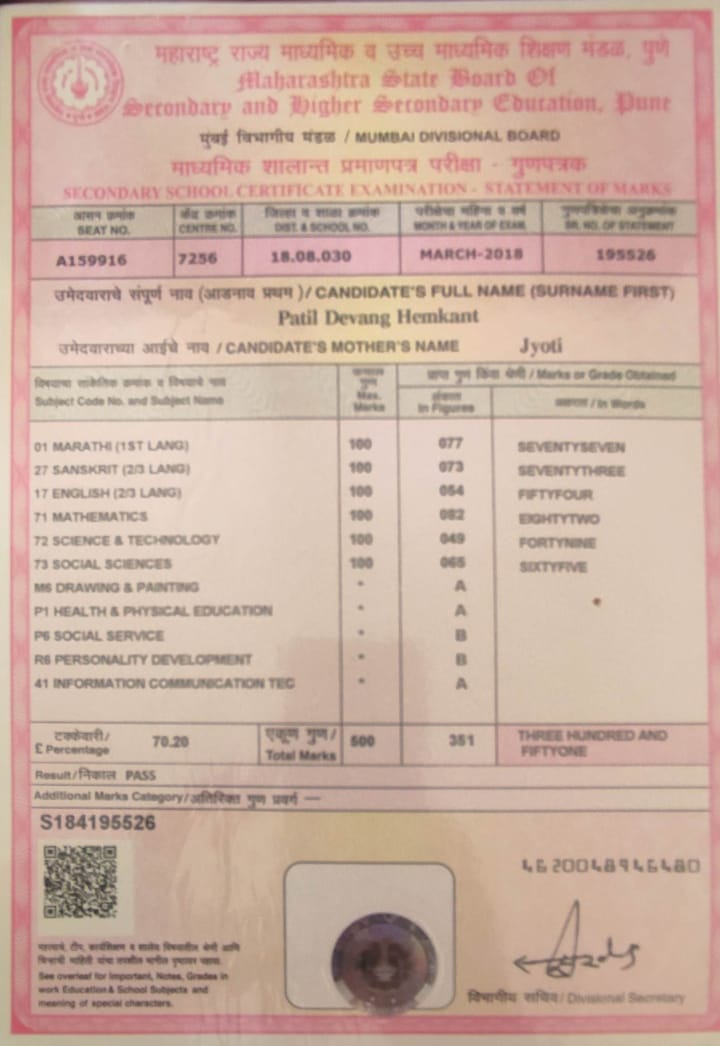 महाराष्ट्र राज्य माध्यमिक व उच्च माध्यमिक शिक्षण मंडळ, पुणे
Maharashtra State Board Of
Secondary and Higher Secondary Education, Pune
मुंबई विभागीय मंडळ / MUMBAI DIVISIONAL BOARD
माध्यमिक शालान्त प्रमाणपत्र परीक्षा - गुणपत्रक
SECONDARY SCHOOL CERTIFICATE EXAMINATION - STATEMENT OF MARKS
आसन क्रमांक केंद्र क्रमांक जिल्हा व शाळा क्रमांक परीक्षेचा महिना व वर्ष गुणपत्रिकेचा अनुक्रमांक
SEAT NO. CENTRE NO. DIST. & SCHOOL NO. MONTH & YEAR OF EXAM. SR. NO. OF STATEMENT
A159916 7256 18.08.030 MARCH-2018 195526
उमेदवाराचे संपूर्ण नाव (आडनाव प्रथम) / CANDIDATE'S FULL NAME (SURNAME FIRST)
Patil Devang Hemkant
उमेदवाराच्या आईचे नाव / CANDIDATE'S MOTHER'S NAME Jyoti
विषयाचा सांकेतिक क्रमांक व विषयाचे नाव
Subject Code No. and Subject Name
कमाल गुण
Max. Marks
प्राप्त गुण किंवा श्रेणी / Marks or Grade Obtained
अंकात
In Figures
अक्षरात / In Words
01 MARATHI (1ST LANG) 100 077 SEVENTYSEVEN
27 SANSKRIT (2/3 LANG) 100 073 SEVENTYTHREE
17 ENGLISH (2/3 LANG) 100 054 FIFTYFOUR
71 MATHEMATICS 100 082 EIGHTYTWO
72 SCIENCE & TECHNOLOGY 100 049 FORTYNINE
73 SOCIAL SCIENCES 100 065 SIXTYFIVE
M6 DRAWING & PAINTING * A
P1 HEALTH & PHYSICAL EDUCATION * A
P6 SOCIAL SERVICE * B
R6 PERSONALITY DEVELOPMENT * B
41 INFORMATION COMMUNICATION TEC * A
टक्केवारी/
£ Percentage 70.20
एकूण गुण /
Total Marks 500 351 THREE HUNDRED AND
FIFTYONE
Result/निकाल PASS
Additional Marks Category/अतिरिक्त गुण प्रवर्ग —
S184195526
4620048946480
See overleaf for Important, Notes, Grades in
work Education & School Subjects and
meaning of special characters.
विभागीय सचिव / Divisional Secretary